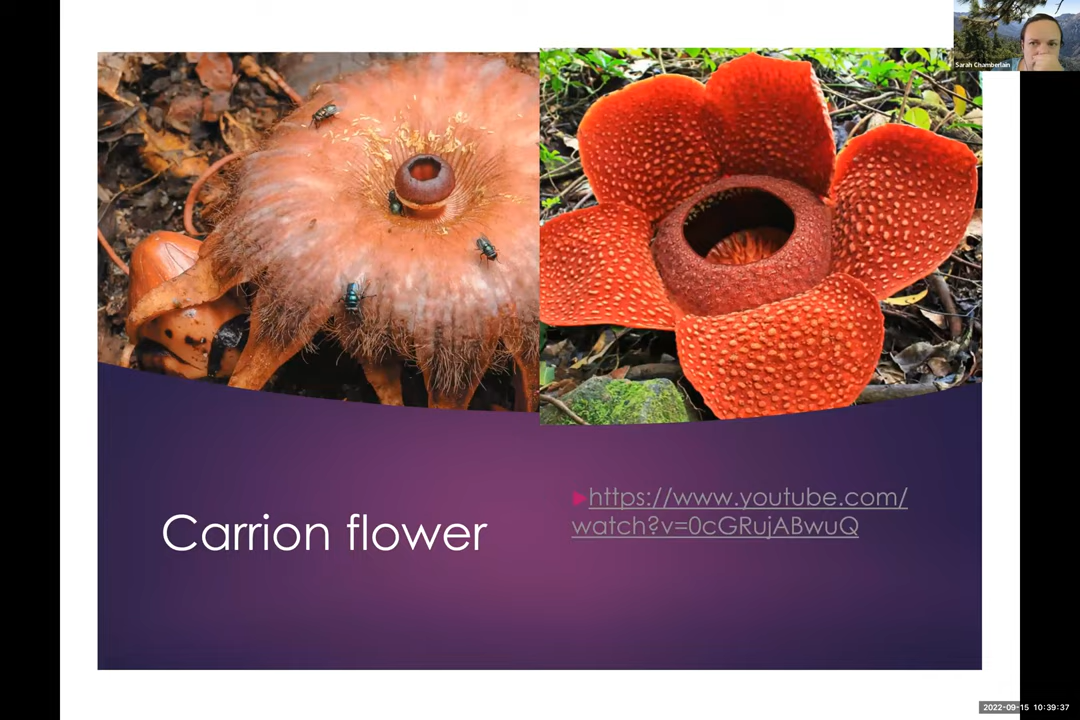 Sarah Chamberlain
Carrion flower
https://www.youtube.com/
watch?v=0cGRujABwuQ
2022-09-15 10:39:37